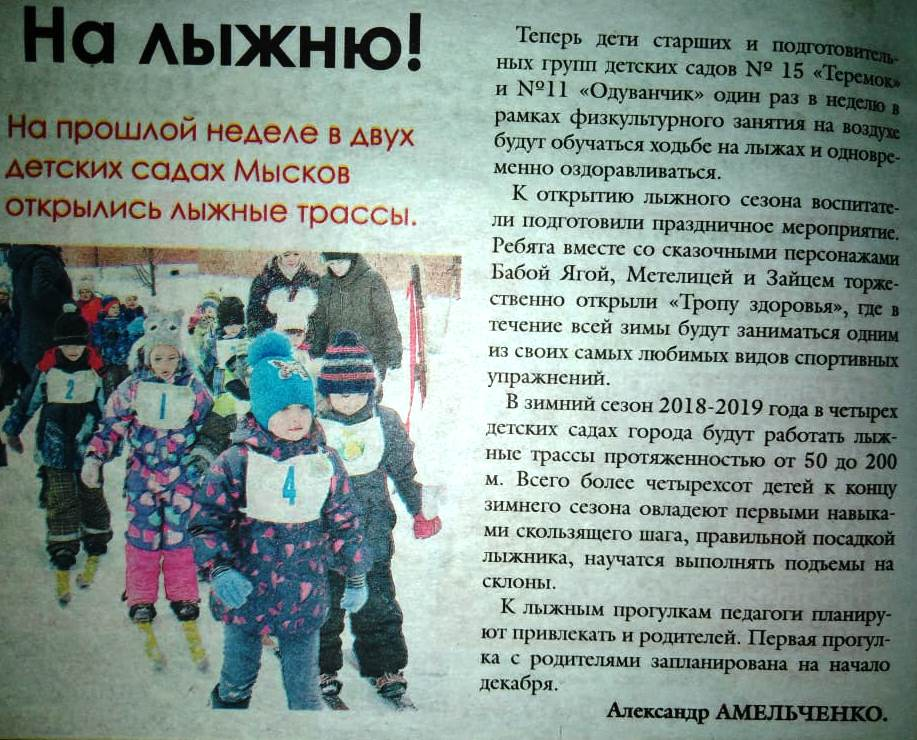 На лыжню!
На прошлой неделе в двух
детских садах Мысков
открылись лыжные трассы.
2
1
4
Теперь дети старших и подготовитель-
ных групп детских садов № 15 «Теремок»
и №11 «Одуванчик» один раз в неделю в
рамках физкультурного занятия на воздухе
будут обучаться ходьбе на лыжах и одновре-
менно оздоравливаться.
К открытию лыжного сезона воспитате-
ли подготовили праздничное мероприятие.
Ребята вместе со сказочными персонажами
Бабой Ягой, Метелицей и Зайцем торже-
ственно открыли «Тропу здоровья», где в
течение всей зимы будут заниматься одним
из своих самых любимых видов спортивных
упражнений.
В зимний сезон 2018-2019 года в четырех
детских садах города будут работать лыж-
ные трассы протяженностью от 50 до 200
м. Всего более четырехсот детей к концу
зимнего сезона овладеют первыми навыка-
ми скользящего шага, правильной посадкой
лыжника, научатся выполнять подъемы на
склоны.
К лыжным прогулкам педагоги планиру-
ют привлекать и родителей. Первая прогул-
ка с родителями запланирована на начало
декабря.
Александр АМЕЛЬЧЕНКО.